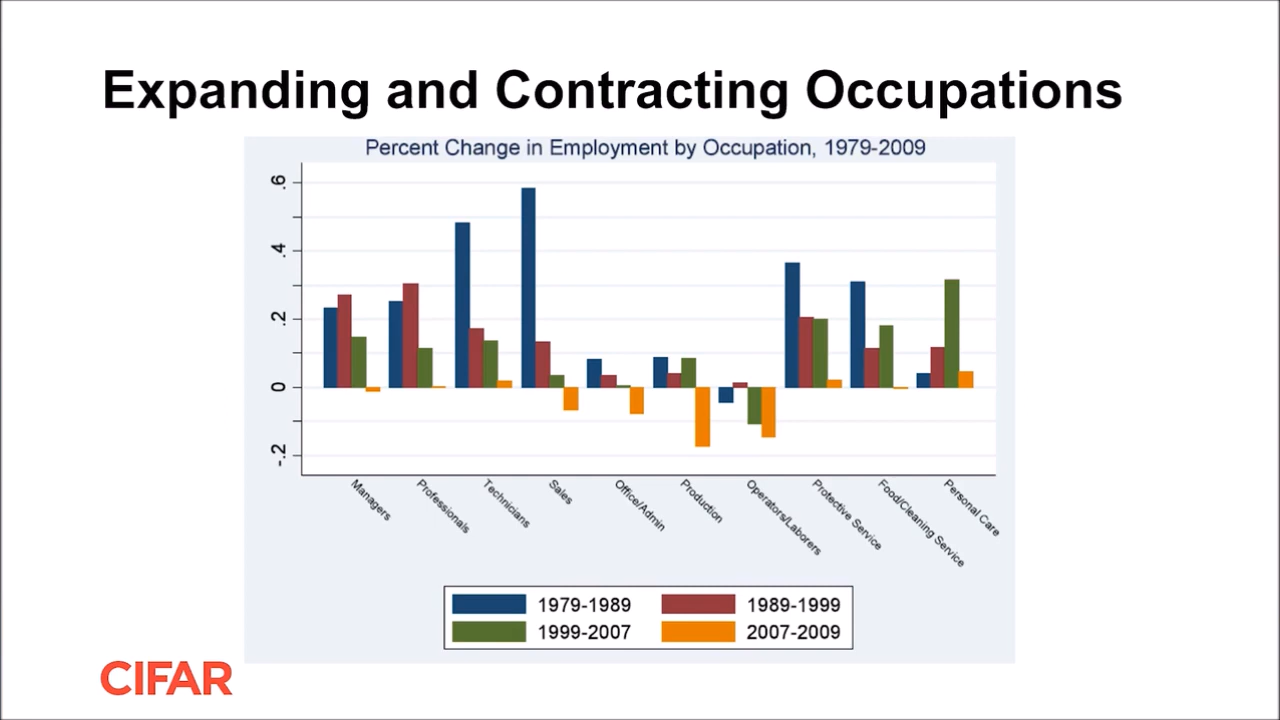 Expanding and Contracting Occupations
Percent Change in Employment by Occupation, 1979-2009
.6
.4
.2
0
-.2
Managers
Professionals
Technicians
Sales
Office/Admin
Production
Operators/Laborers
Protective Service
Food/Cleaning Service
Personal Care
1979-1989
1989-1999
1999-2007
2007-2009
CIFAR